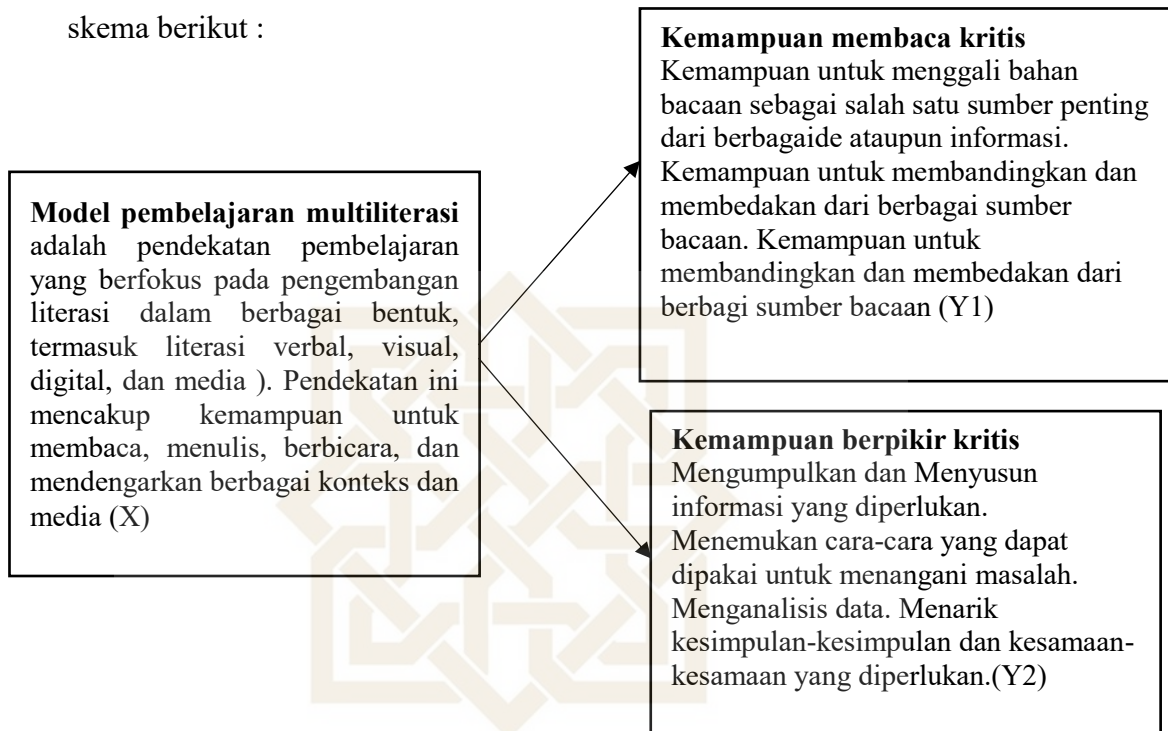 skema berikut :
Model pembelajaran multiliterasi
adalah pendekatan pembelajaran
yang berfokus pada pengembangan
literasi dalam berbagai bentuk,
termasuk literasi verbal, visual,
digital, dan media ). Pendekatan ini
mencakup kemampuan untuk
membaca, menulis, berbicara, dan
mendengarkan berbagai konteks dan
media (X)
Kemampuan membaca kritis
Kemampuan untuk menggali bahan
bacaan sebagai salah satu sumber penting
dari berbagaide ataupun informasi.
Kemampuan untuk membandingkan dan
membedakan dari berbagai sumber
bacaan. Kemampuan untuk
membandingkan dan membedakan dari
berbagi sumber bacaan (Y1)
Kemampuan berpikir kritis
Mengumpulkan dan Menyusun
informasi yang diperlukan.
Menemukan cara-cara yang dapat
dipakai untuk menangani masalah.
Menganalisis data. Menarik
kesimpulan-kesimpulan dan kesamaan-
kesamaan yang diperlukan.(Y2)